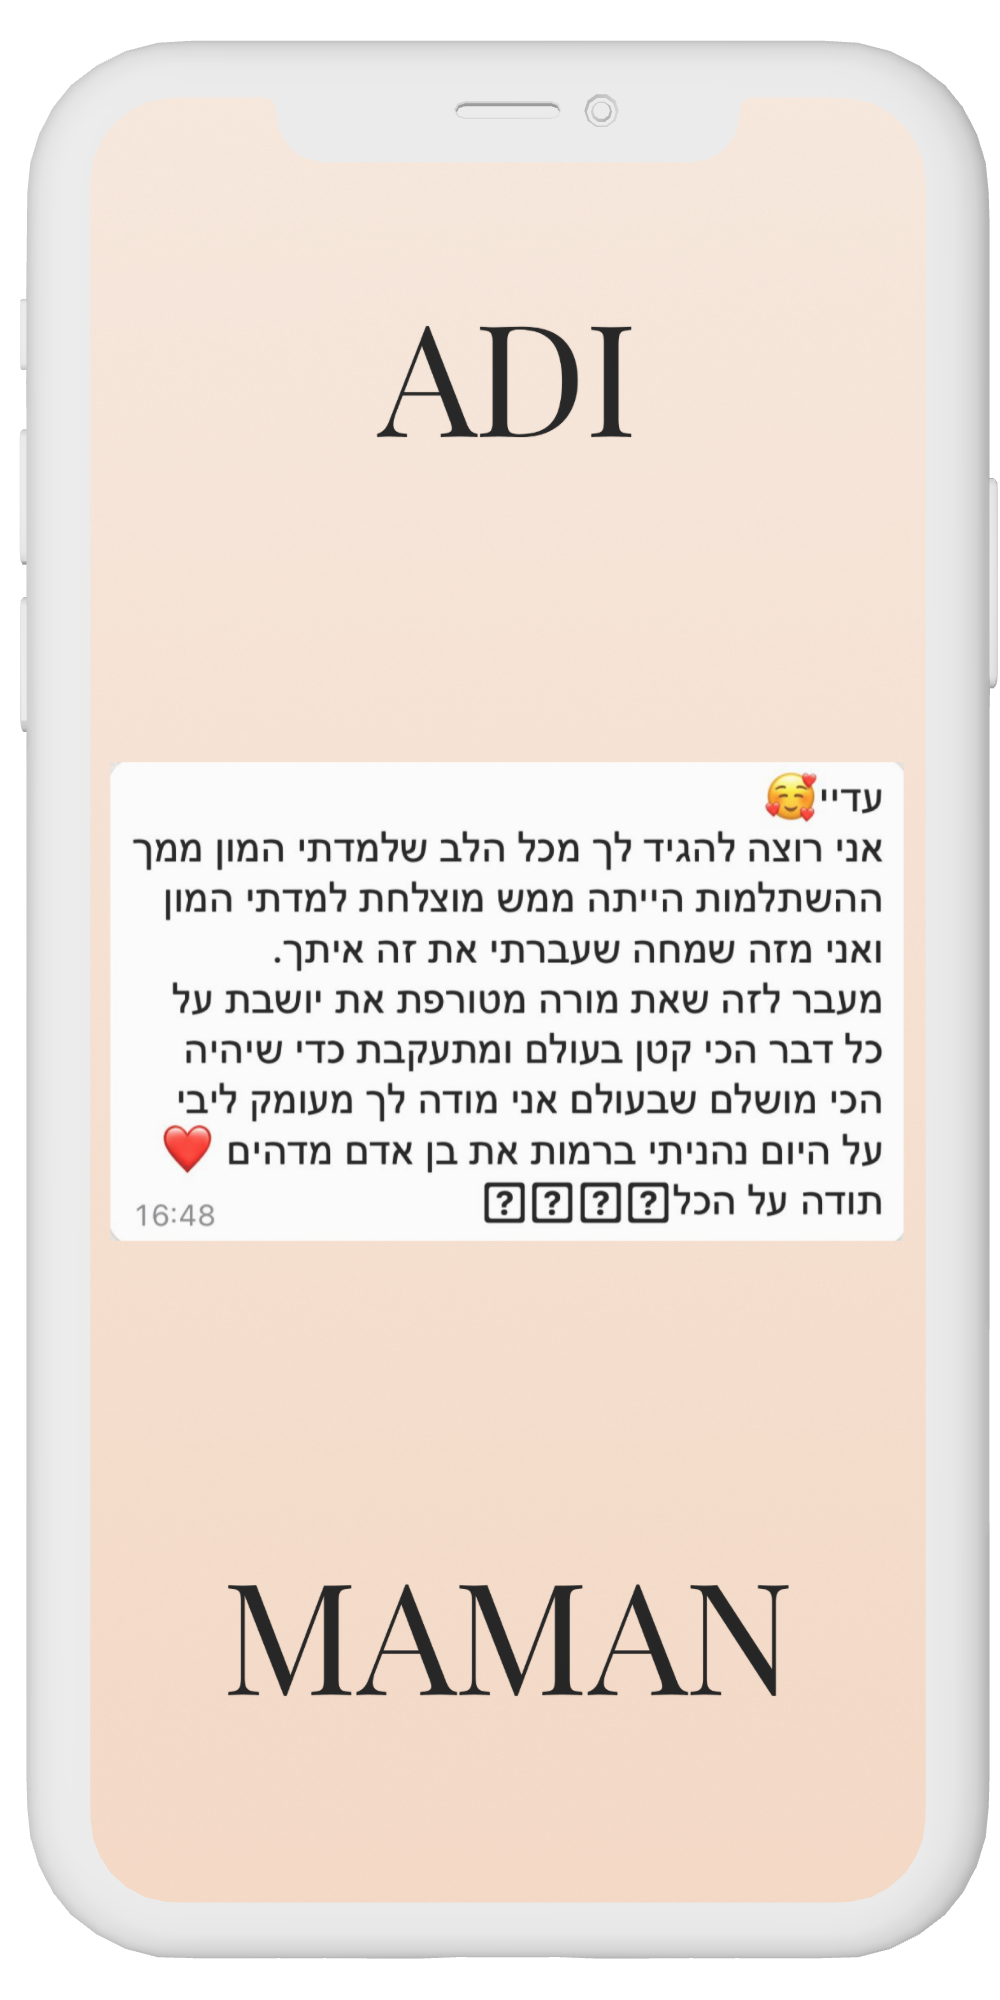 ADI
עדיי🥰
אני רוצה להגיד לך מכל הלב שלמדתי המון ממך
ההשתלמות הייתה ממש מוצלחת למדתי המון
ואני מזה שמחה שעברתי את זה איתך.
מעבר לזה שאת מורה מטורפת את יושבת על
כל דבר הכי קטן בעולם ומתעקבת כדי שיהיה
הכי מושלם שבעולם אני מודה לך מעומק ליבי
על היום נהניתי ברמות את בן אדם מדהים ❤️
תודה על הכל⍰⍰⍰⍰
16:48
MAMAN